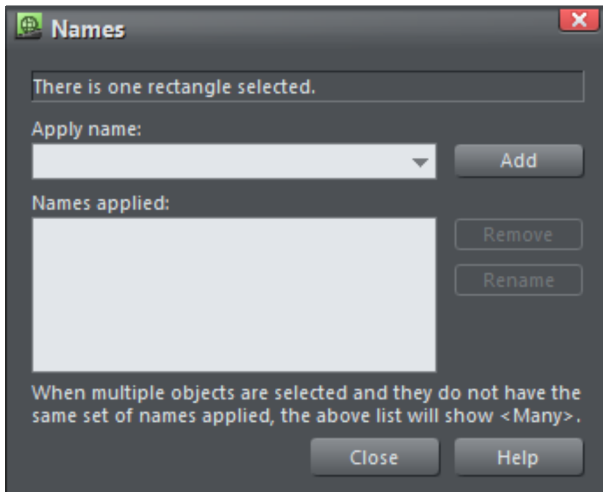 Names
There is one rectangle selected.
Apply name:
Add
Names applied:
Remove
Rename
When multiple objects are selected and they do not have the
same set of names applied, the above list will show <Many>.
Close
Help